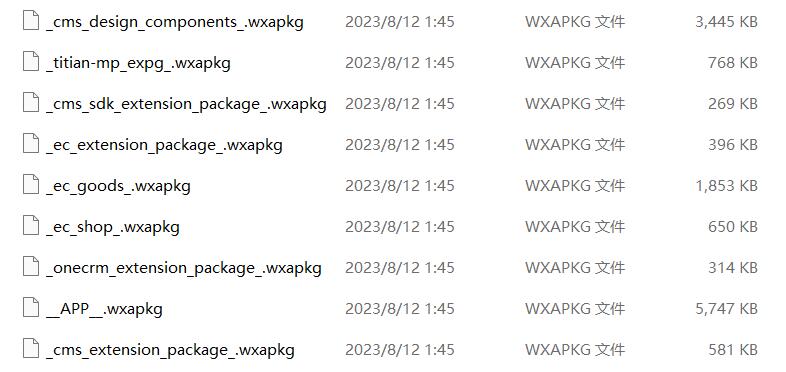 _cms_design_components_.wxapkg 2023/8/12 1:45 WXAPKG 文件 3,445 KB
_titian-mp_expg_.wxapkg 2023/8/12 1:45 WXAPKG 文件 768 KB
_cms_sdk_extension_package_.wxapkg 2023/8/12 1:45 WXAPKG 文件 269 KB
_ec_extension_package_.wxapkg 2023/8/12 1:45 WXAPKG 文件 396 KB
_ec_goods_.wxapkg 2023/8/12 1:45 WXAPKG 文件 1,853 KB
_ec_shop_.wxapkg 2023/8/12 1:45 WXAPKG 文件 650 KB
_onecrm_extension_package_.wxapkg 2023/8/12 1:45 WXAPKG 文件 314 KB
__APP__.wxapkg 2023/8/12 1:45 WXAPKG 文件 5,747 KB
_cms_extension_package_.wxapkg 2023/8/12 1:45 WXAPKG 文件 581 KB